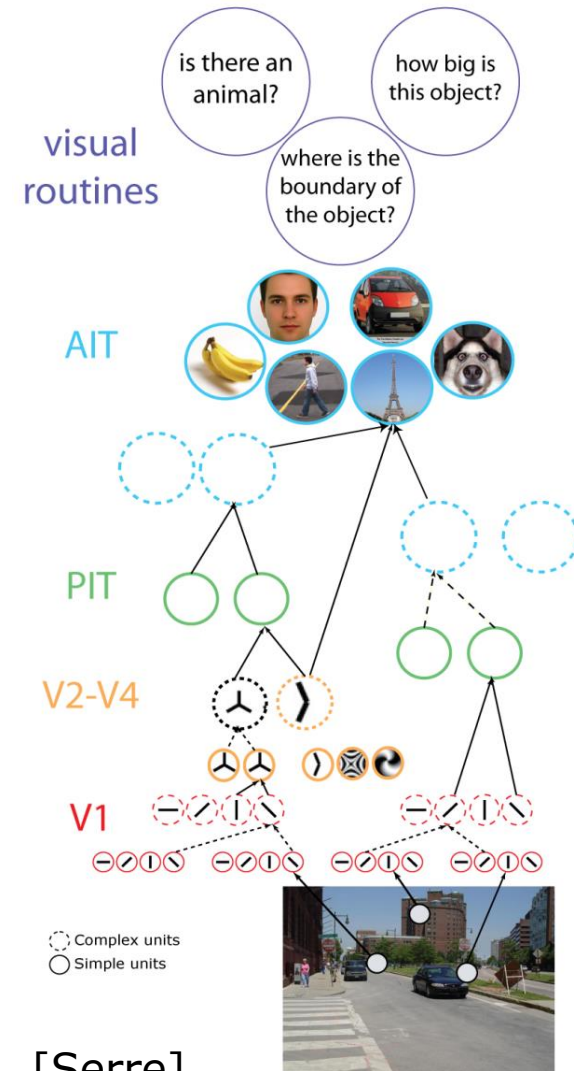 is there an
animal?
how big is
this object?
where is the
boundary of
the object?
visual
routines
AIT
PIT
V2-V4
V1
Complex units
Simple units
[Serre]